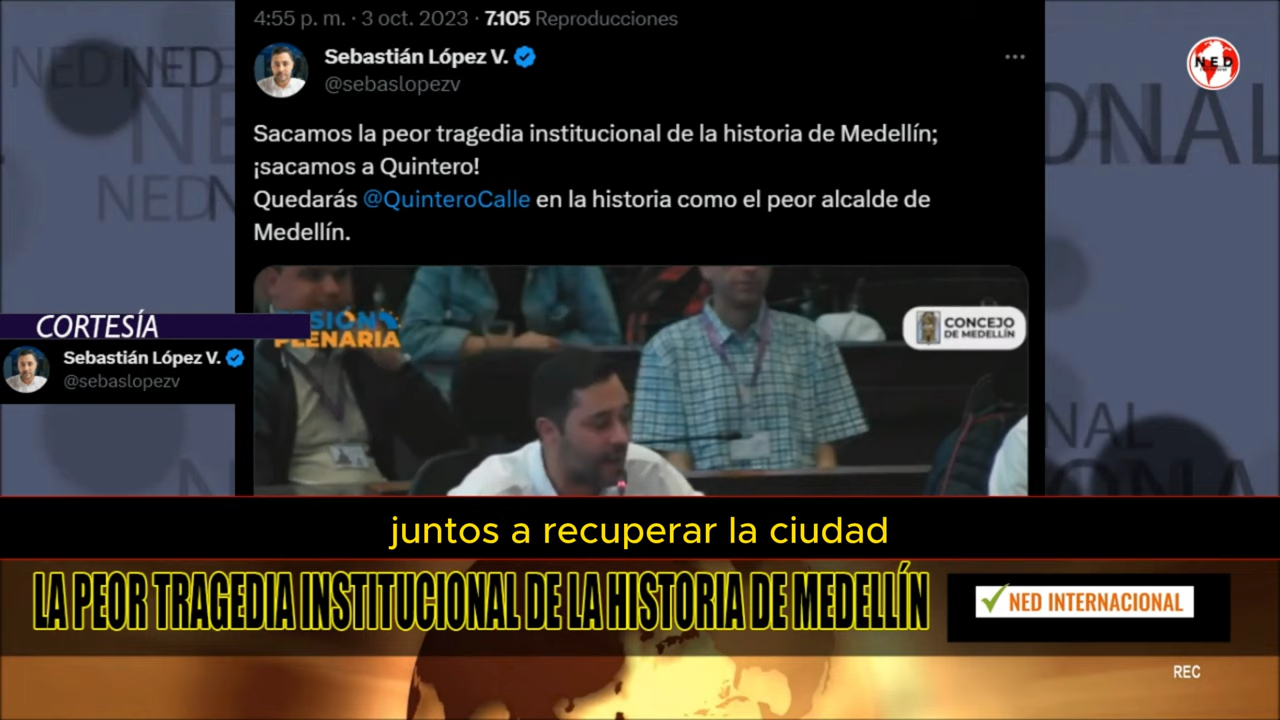 4:55 p. m. · 3 oct. 2023 · 7.105 Reproducciones
Sebastián López V.
@sebaslopezv
Sacamos la peor tragedia institucional de la historia de Medellín;
¡sacamos a Quintero!
Quedarás @QuinteroCalle en la historia como el peor alcalde de
Medellín.
NED
PLENARIA
CONCEJO
DE MEDELLÍN
CORTESÍA
Sebastián López V.
@sebaslopezv
juntos a recuperar la ciudad
LA PEOR TRAGEDIA INSTITUCIONAL DE LA HISTORIA DE MEDELLÍN
NED INTERNACIONAL
REC